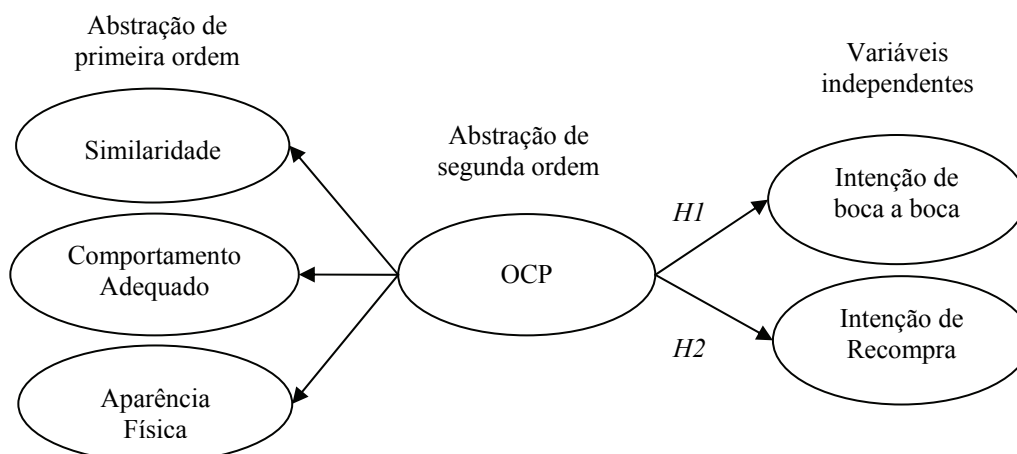 Abstração de
primeira ordem
Similaridade
Comportamento
Adequado
Aparência
Física
Abstração de
segunda ordem
OCP
H1
H2
Variáveis
independentes
Intenção de
boca a boca
Intenção de
Recompra